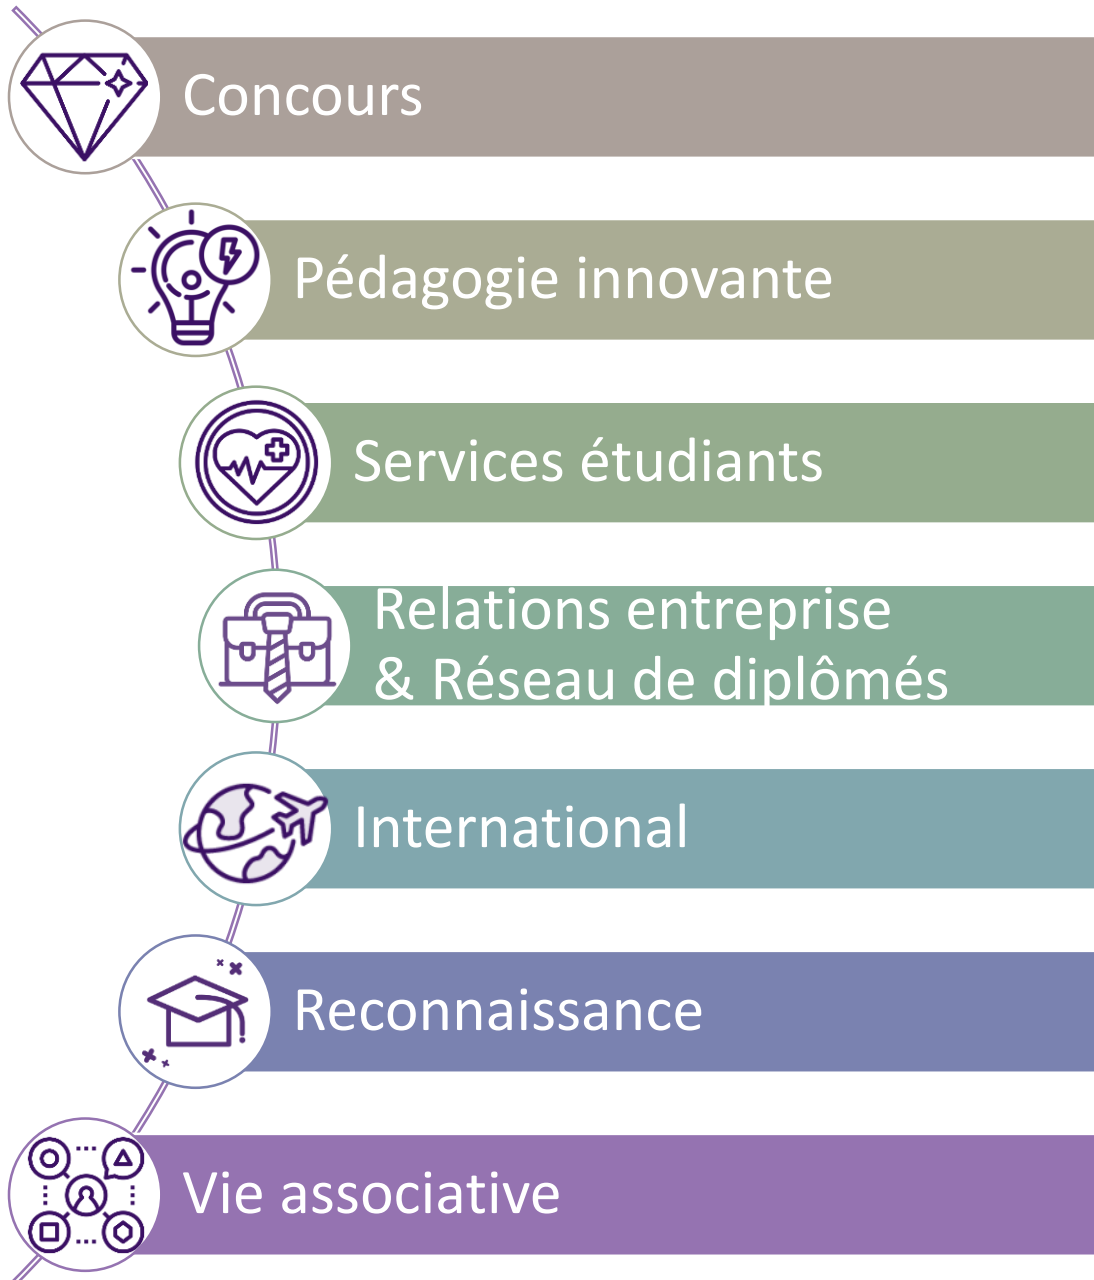 Concours
Pédagogie innovante
Services étudiants
Relations entreprise
& Réseau de diplômés
International
Reconnaissance
Vie associative